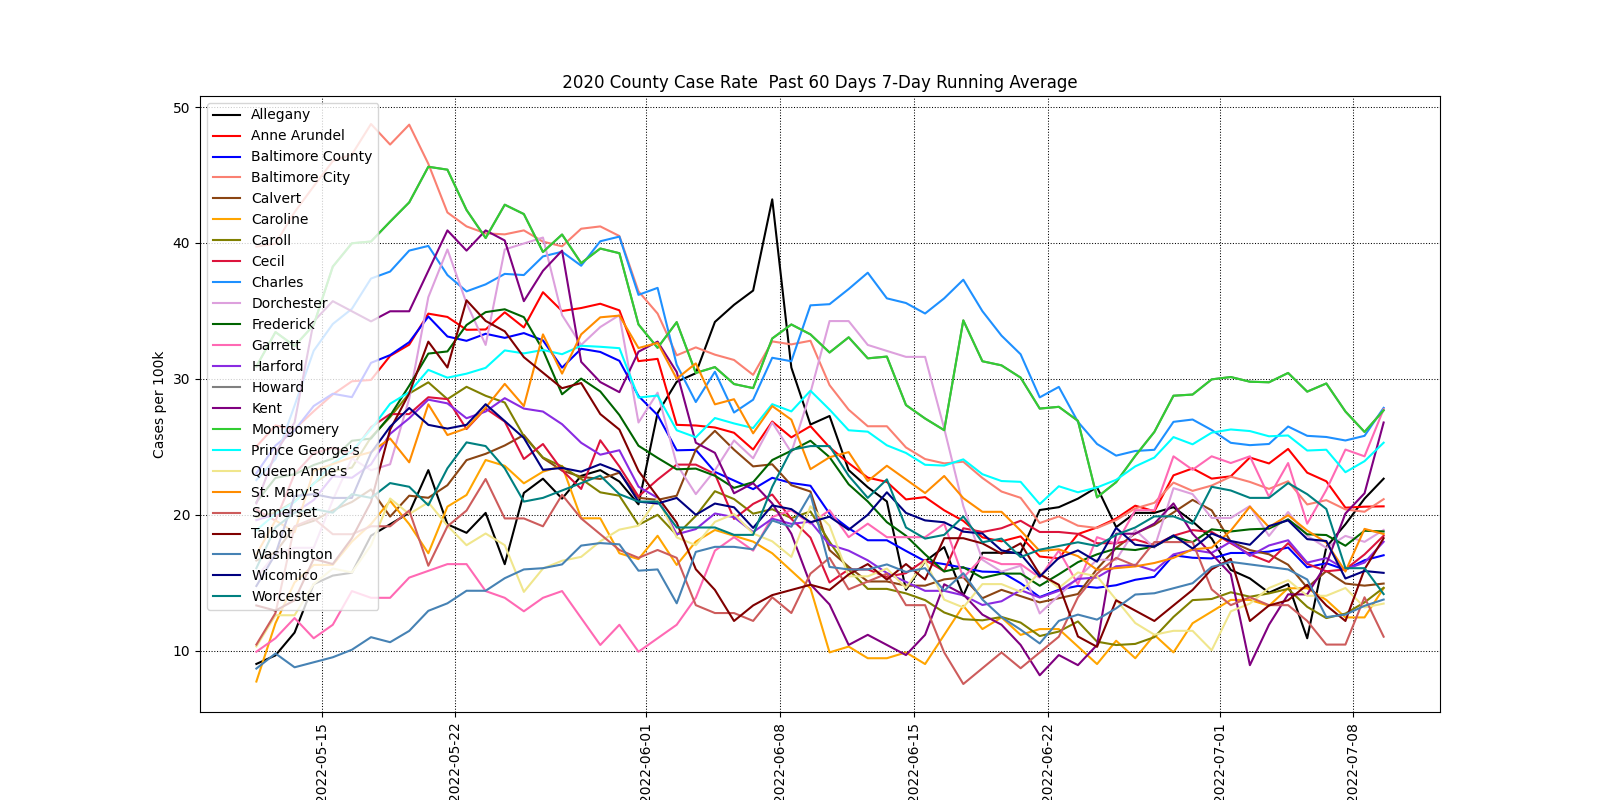 2020 County Case Rate  Past 60 Days 7-Day Running Average
Cases per 100k
50
40
30
20
10
Allegany
Anne Arundel
Baltimore County
Baltimore City
Calvert
Caroline
Caroll
Cecil
Charles
Dorchester
Frederick
Garrett
Harford
Howard
Kent
Montgomery
Prince George's
Queen Anne's
St. Mary's
Somerset
Talbot
Washington
Wicomico
Worcester
2022-05-15
2022-05-22
2022-06-01
2022-06-08
2022-06-15
2022-06-22
2022-07-01
2022-07-08